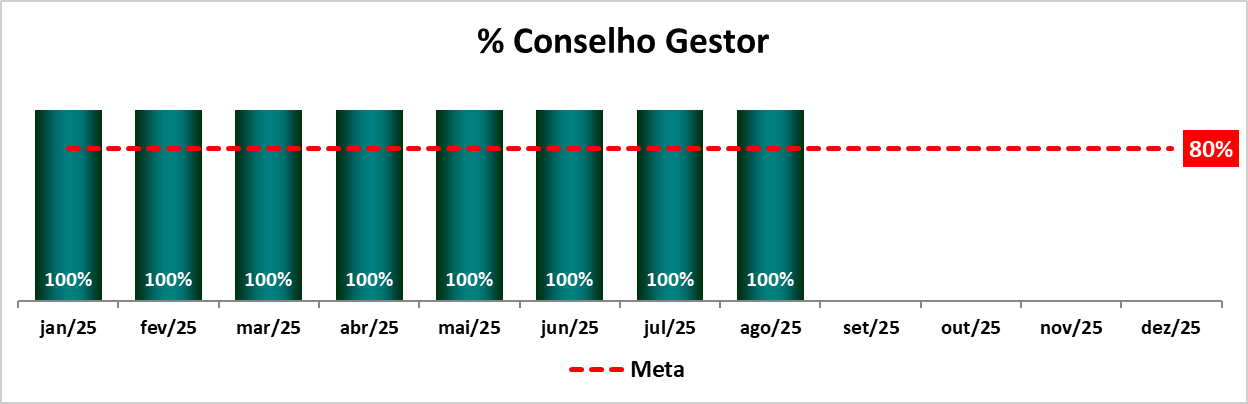 % Conselho Gestor
80%
100% 100% 100% 100% 100% 100% 100% 100%
jan/25 fev/25 mar/25 abr/25 mai/25 jun/25 jul/25 ago/25 set/25 out/25 nov/25 dez/25
Meta